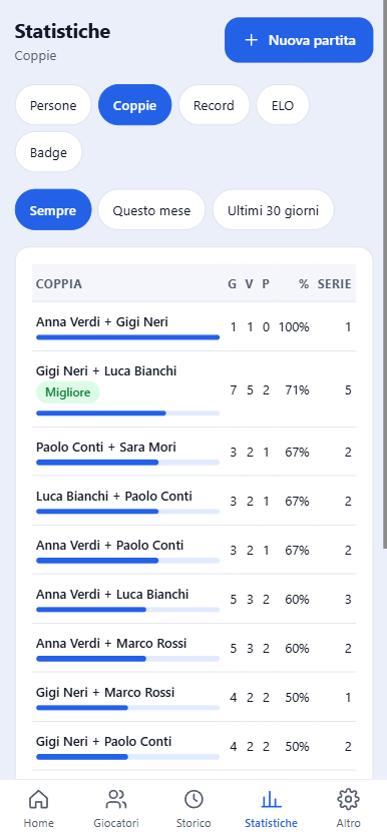 Statistiche
Coppie
Nuova partita
Persone
Coppie
Record
ELO
Badge
Sempre
Questo mese
Ultimi 30 giorni
COPPIA G V P % SERIE
Anna Verdi + Gigi Neri 1 1 0 100% 1
Gigi Neri + Luca Bianchi
Migliore
7 5 2 71% 5
Paolo Conti + Sara Mori 3 2 1 67% 2
Luca Bianchi + Paolo Conti 3 2 1 67% 2
Anna Verdi + Paolo Conti 3 2 1 67% 2
Anna Verdi + Luca Bianchi 5 3 2 60% 3
Anna Verdi + Marco Rossi 5 3 2 60% 2
Gigi Neri + Marco Rossi 4 2 2 50% 1
Gigi Neri + Paolo Conti 4 2 2 50% 2
Home
Giocatori
Storico
Statistiche
Altro